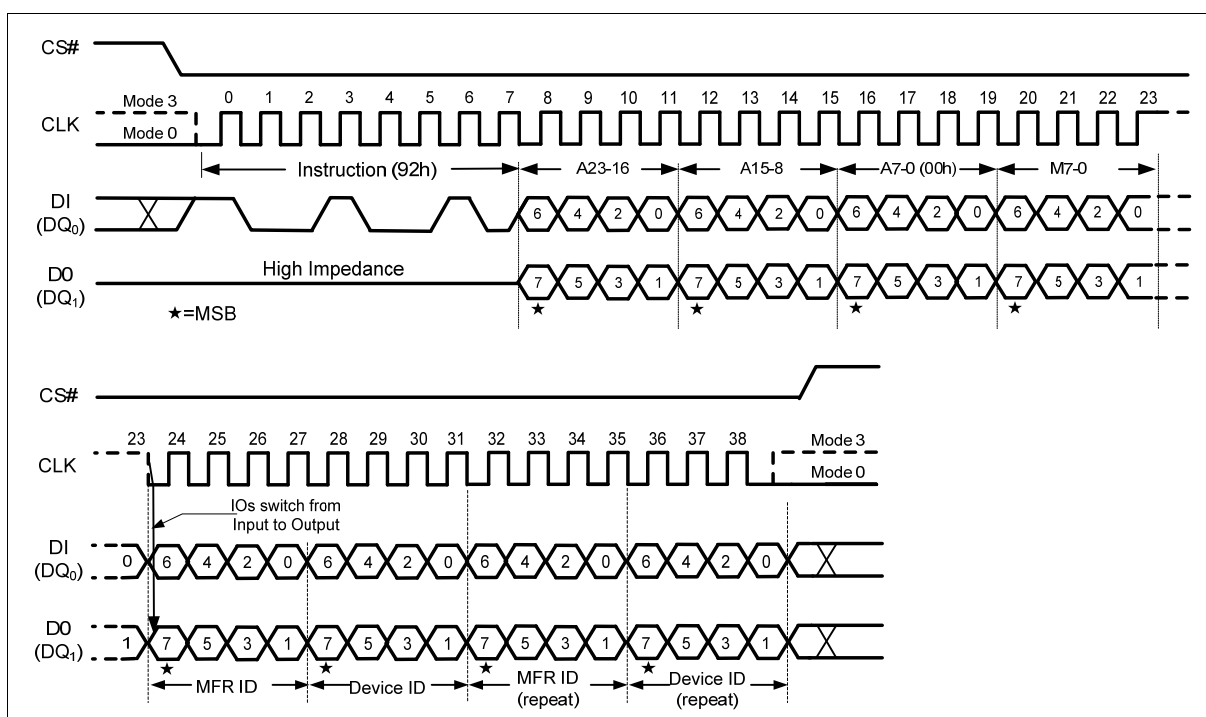 CS#
Mode 3
0 1 2 3 4 5 6 7 8 9 10 11 12 13 14 15 16 17 18 19 20 21 22 23
CLK
Mode 0
Instruction (92h) A23-16 A15-8 A7-0 (00h) M7-0
DI
(DQ0)
6 4 2 0 6 4 2 0 6 4 2 0 6 4 2 0
High Impedance
D0
(DQ1)
7 5 3 1 7 5 3 1 7 5 3 1 7 5 3 1
★ ★ ★ ★
★=MSB
CS#
23 24 25 26 27 28 29 30 31 32 33 34 35 36 37 38
Mode 3
CLK
Mode 0
IOs switch from
Input to Output
DI
(DQ0)
0 6 4 2 0 6 4 2 0 6 4 2 0 6 4 2 0
D0
(DQ1)
1 7 5 3 1 7 5 3 1 7 5 3 1 7 5 3 1
★ ★ ★ ★
MFR ID Device ID MFR ID
(repeat)
Device ID
(repeat)